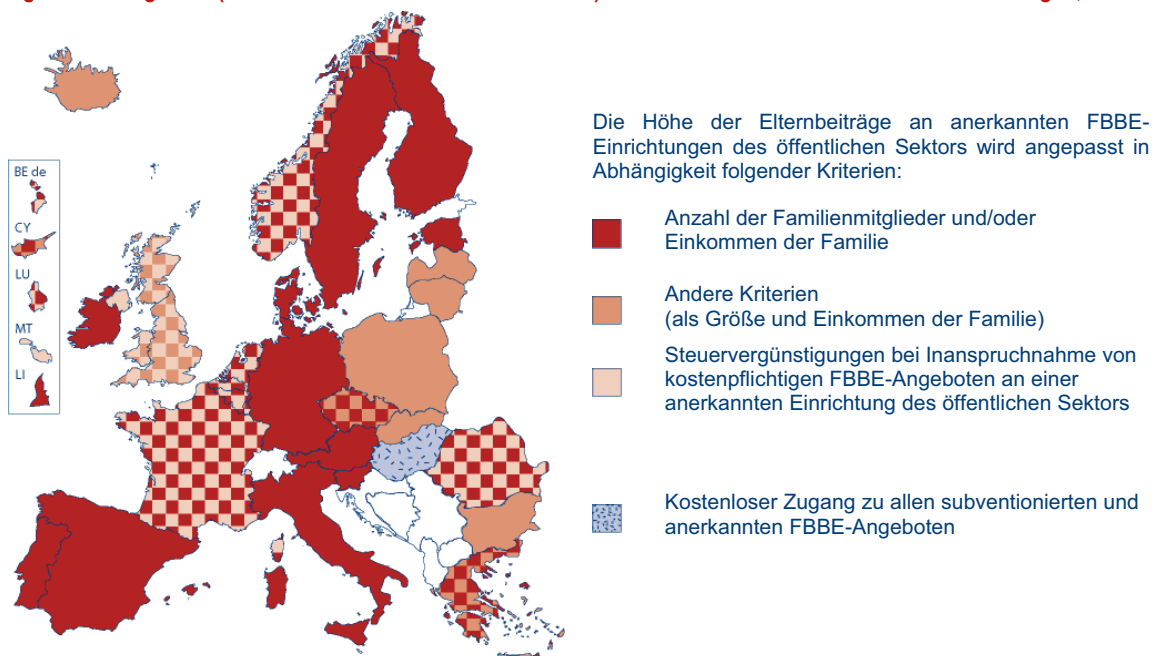 BE de
CY
LU
MT
LI
Die Höhe der Elternbeiträge an anerkannten FBBE-
Einrichtungen des öffentlichen Sektors wird angepasst in
Abhängigkeit folgender Kriterien:
Anzahl der Familienmitglieder und/oder
Einkommen der Familie
Andere Kriterien
(als Größe und Einkommen der Familie)
Steuervergünstigungen bei Inanspruchnahme von
kostenpflichtigen FBBE-Angeboten an einer
anerkannten Einrichtung des öffentlichen Sektors
Kostenloser Zugang zu allen subventionierten und
anerkannten FBBE-Angeboten